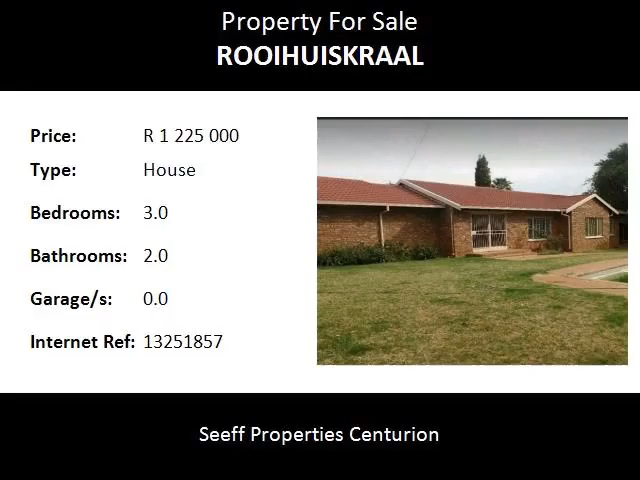 Property For Sale
ROOIHUISKRAAL
Price: R 1 225 000
Type: House
Bedrooms: 3.0
Bathrooms: 2.0
Garage/s: 0.0
Internet Ref: 13251857
Seeff Properties Centurion